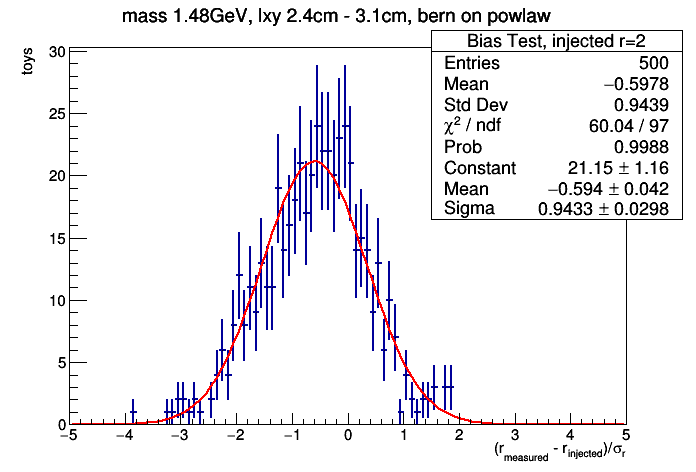 mass 1.48GeV, lxy 2.4cm - 3.1cm, bern on powlaw
Bias Test, injected r=2
Entries 500
Mean −0.5978
Std Dev 0.9439
χ² / ndf 60.04 / 97
Prob 0.9988
Constant 21.15 ± 1.16
Mean −0.594 ± 0.042
Sigma 0.9433 ± 0.0298
toys
30
25
20
15
10
5
0
−5 −4 −3 −2 −1 0 1 2 3 4 5
(r_measured - r_injected)/σ_r